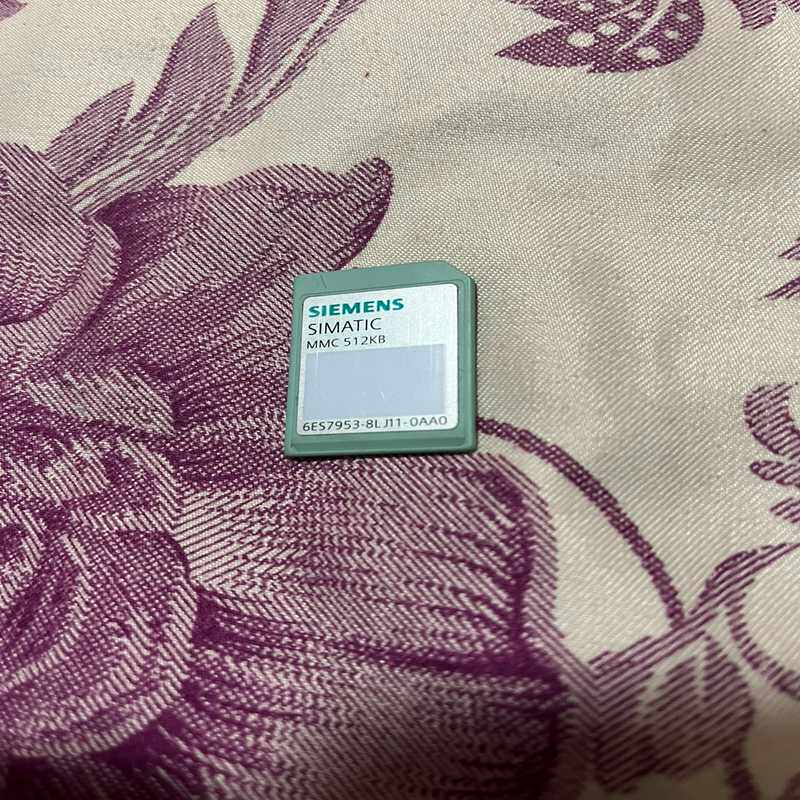 SIEMENS
SIMATIC
MMC 512KB
6ES7953-8LJ11-0AA0